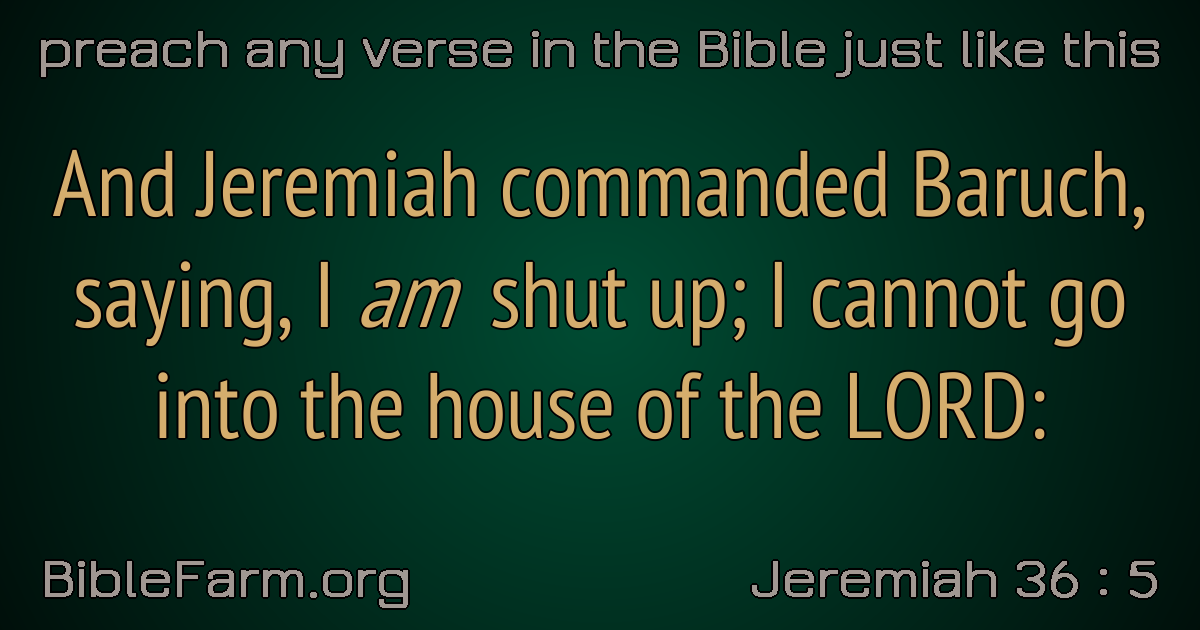 preach any verse in the Bible just like this
And Jeremiah commanded Baruch,
saying, I am shut up; I cannot go
into the house of the LORD:
BibleFarm.org
Jeremiah 36 : 5